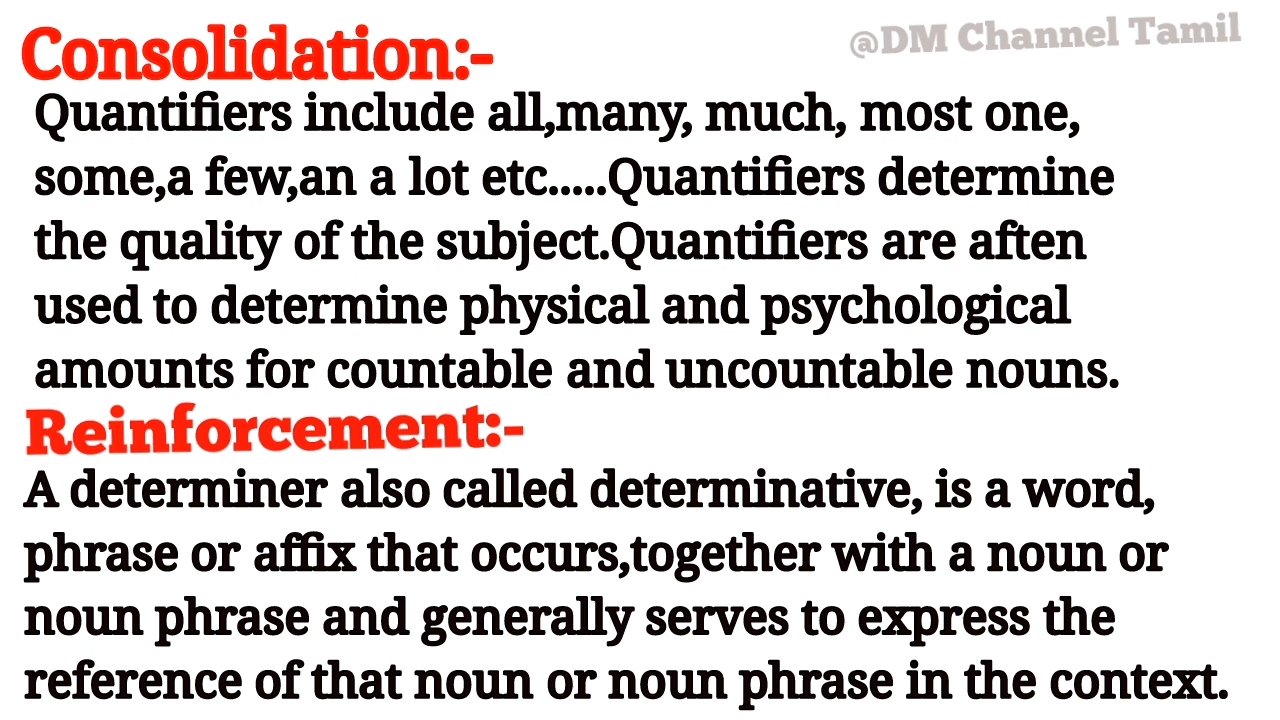 @DM Channel Tamil
Consolidation:-
Quantifiers include all,many, much, most one,
some,a few,an a lot etc.....Quantifiers determine
the quality of the subject.Quantifiers are aften
used to determine physical and psychological
amounts for countable and uncountable nouns.
Reinforcement:-
A determiner also called determinative, is a word,
phrase or affix that occurs,together with a noun or
noun phrase and generally serves to express the
reference of that noun or noun phrase in the context.